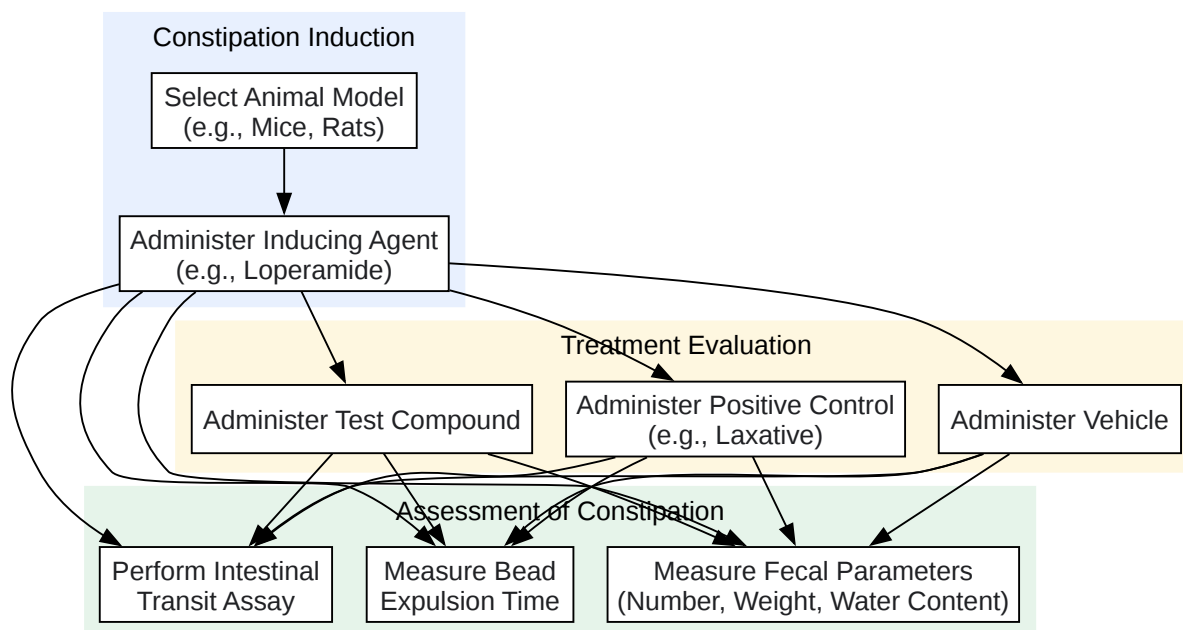 Constipation Induction
Select Animal Model
(e.g., Mice, Rats)
Administer Inducing Agent
(e.g., Loperamide)
Treatment Evaluation
Administer Test Compound
Administer Positive Control
(e.g., Laxative)
Administer Vehicle
Assessment of Constipation
Perform Intestinal
Transit Assay
Measure Bead
Expulsion Time
Measure Fecal Parameters
(Number, Weight, Water Content)